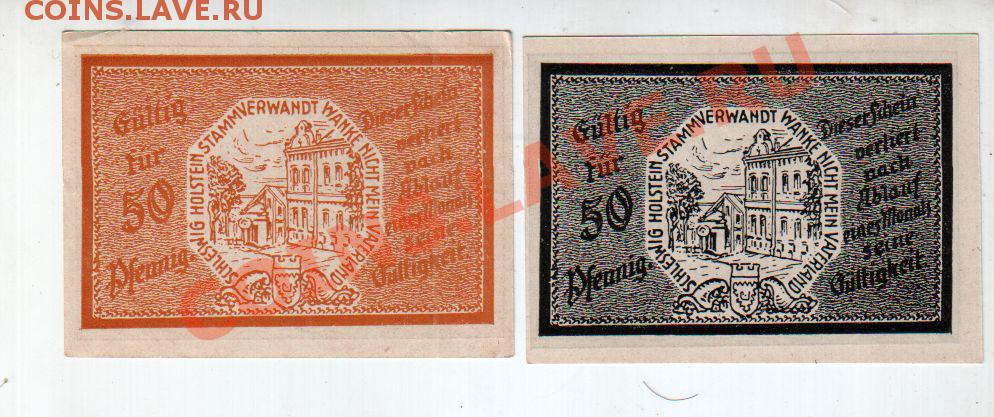 COINS.LAVE.RU
Gültig
für
50
Pfennig.
SCHLESWIG HOLSTEIN STAMMVERWANDT WANKE NICHT MEIN VATERLAND
Dieser Schein
verliert
nach
Ablauf
eines Monats
seine
Gültigkeit.
Gültig
für
50
Pfennig.
SCHLESWIG HOLSTEIN STAMMVERWANDT WANKE NICHT MEIN VATERLAND
Dieser Schein
verliert
nach
Ablauf
eines Monats
seine
Gültigkeit.